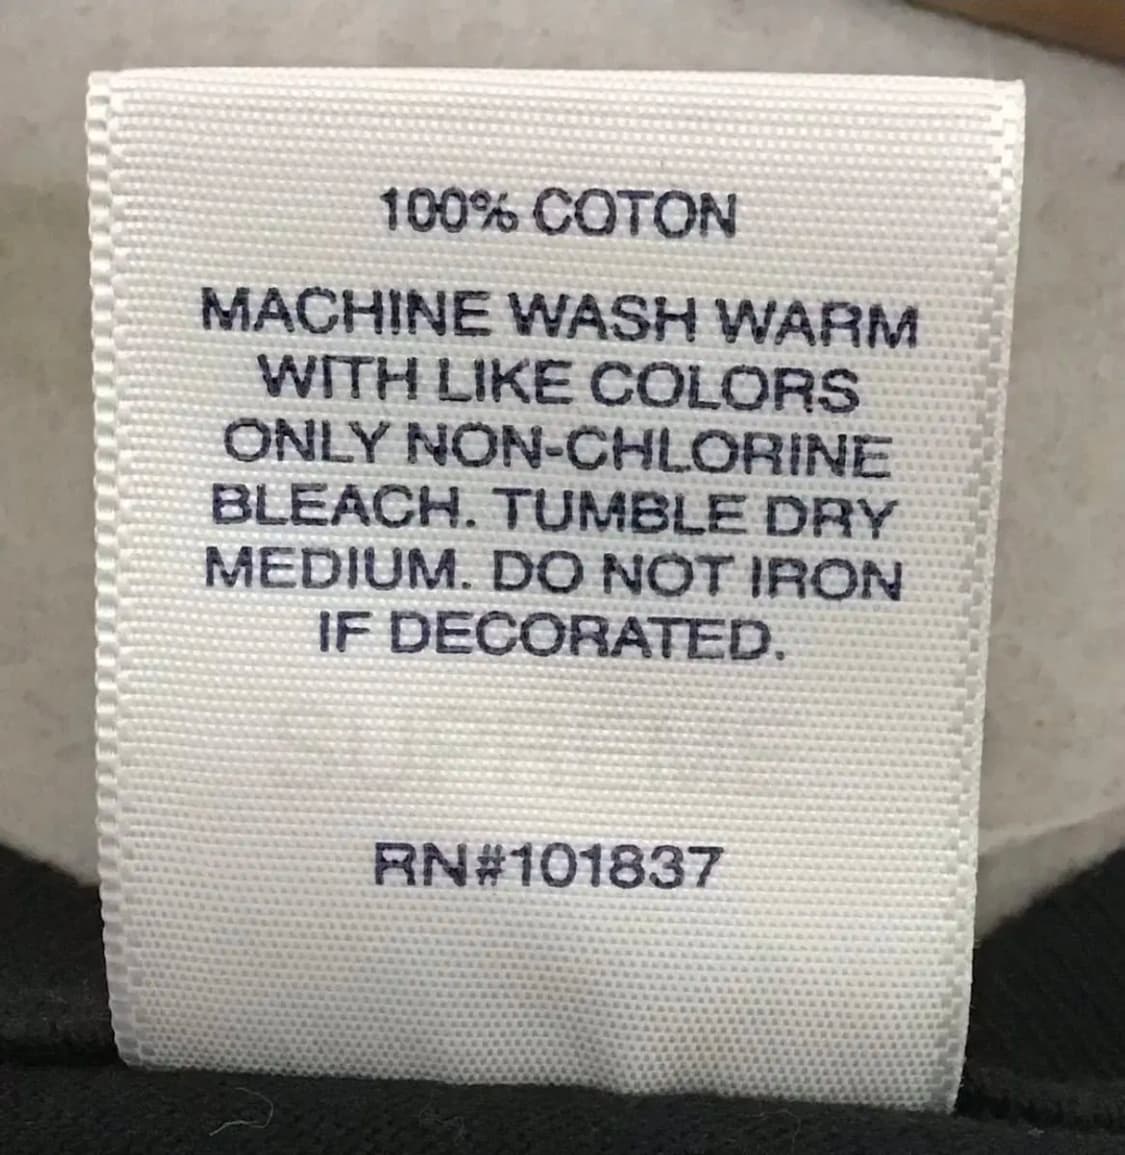 100% COTON
MACHINE WASH WARM
WITH LIKE COLORS
ONLY NON-CHLORINE
BLEACH. TUMBLE DRY
MEDIUM. DO NOT IRON
IF DECORATED.
RN#101837